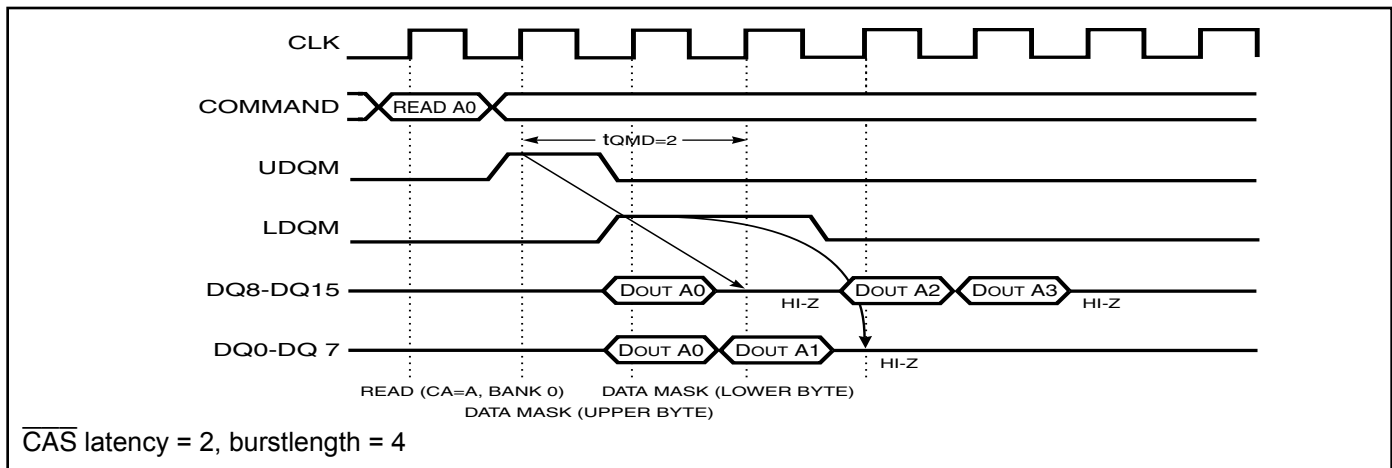 CLK
COMMAND READ A0
tQMD=2
UDQM
LDQM
DQ8-DQ15 DOUT A0 HI-Z DOUT A2 DOUT A3 HI-Z
DQ0-DQ 7 DOUT A0 DOUT A1 HI-Z
READ (CA=A, BANK 0) DATA MASK (LOWER BYTE)
DATA MASK (UPPER BYTE)
CAS latency = 2, burstlength = 4